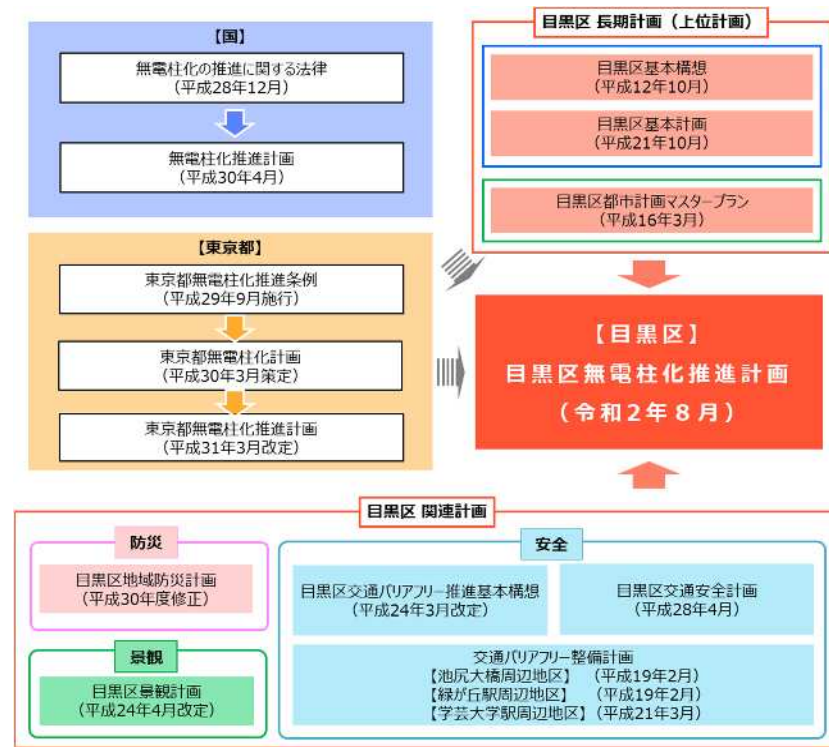 【国】
無電柱化の推進に関する法律
(平成28年12月)
無電柱化推進計画
(平成30年4月)
【東京都】
東京都無電柱化推進条例
(平成29年9月施行)
東京都無電柱化計画
(平成30年3月策定)
東京都無電柱化推進計画
(平成31年3月改定)
目黒区 長期計画(上位計画)
目黒区基本構想
(平成12年10月)
目黒区基本計画
(平成21年10月)
目黒区都市計画マスタープラン
(平成16年3月)
【目黒区】
目黒区無電柱化推進計画
(令和2年8月)
目黒区 関連計画
防災
目黒区地域防災計画
(平成30年度修正)
景観
目黒区景観計画
(平成24年4月改定)
安全
目黒区交通バリアフリー推進基本構想
(平成24年3月改定)
目黒区交通安全計画
(平成28年4月)
交通バリアフリー整備計画
【池尻大橋周辺地区】 (平成19年2月)
【緑が丘駅周辺地区】 (平成19年2月)
【学芸大学駅周辺地区】(平成21年3月)